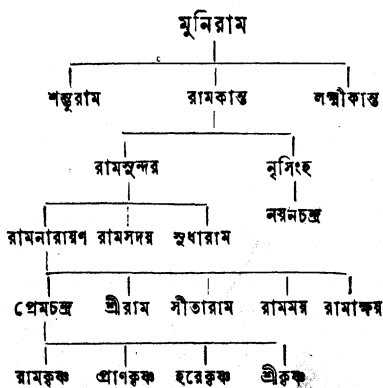 মুনিরাম
শম্ভুরাম রামকান্ত লক্ষ্মীকান্ত
রামসুন্দর নৃসিংহ
নয়নচন্দ্র
রামনারায়ণ রামসদয় সুধারাম
প্রেমচন্দ্র শ্রীরাম সীতারাম রামময় রামাক্ষয়
রামকৃষ্ণ প্রাণকৃষ্ণ হরেকৃষ্ণ শ্রীকৃষ্ণ